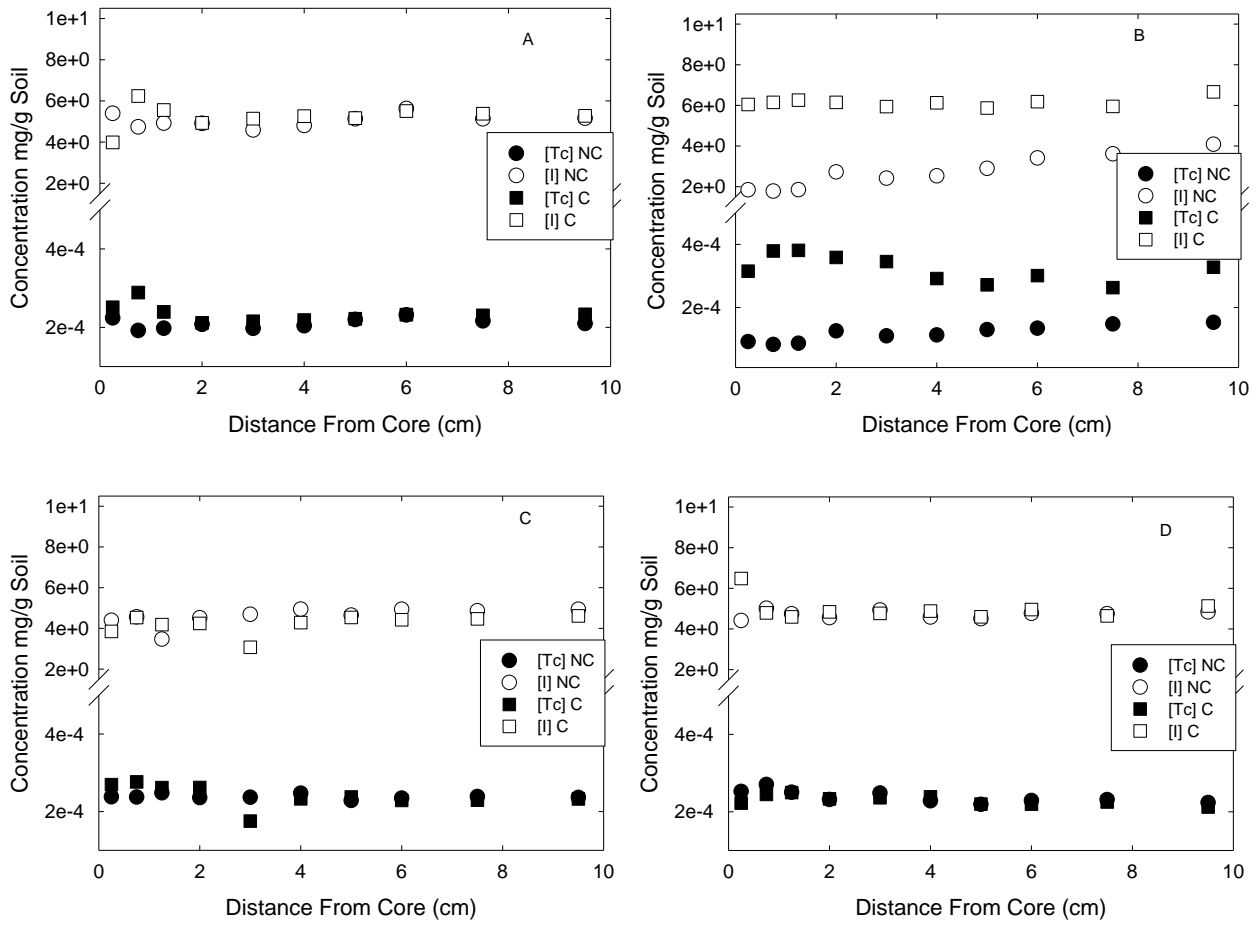 A
Concentration mg/g Soil
1e+1
8e+0
6e+0
4e+0
2e+0
4e-4
2e-4
[Tc] NC
[I] NC
[Tc] C
[I] C
0 2 4 6 8 10
Distance From Core (cm)
B
Concentration mg/g Soil
1e+1
8e+0
6e+0
4e+0
2e+0
4e-4
2e-4
[Tc] NC
[I] NC
[Tc] C
[I] C
0 2 4 6 8 10
Distance From Core (cm)
C
Concentration mg/g Soil
1e+1
8e+0
6e+0
4e+0
2e+0
4e-4
2e-4
[Tc] NC
[I] NC
[Tc] C
[I] C
0 2 4 6 8 10
Distance From Core (cm)
D
Concentration mg/g Soil
1e+1
8e+0
6e+0
4e+0
2e+0
4e-4
2e-4
[Tc] NC
[I] NC
[Tc] C
[I] C
0 2 4 6 8 10
Distance From Core (cm)